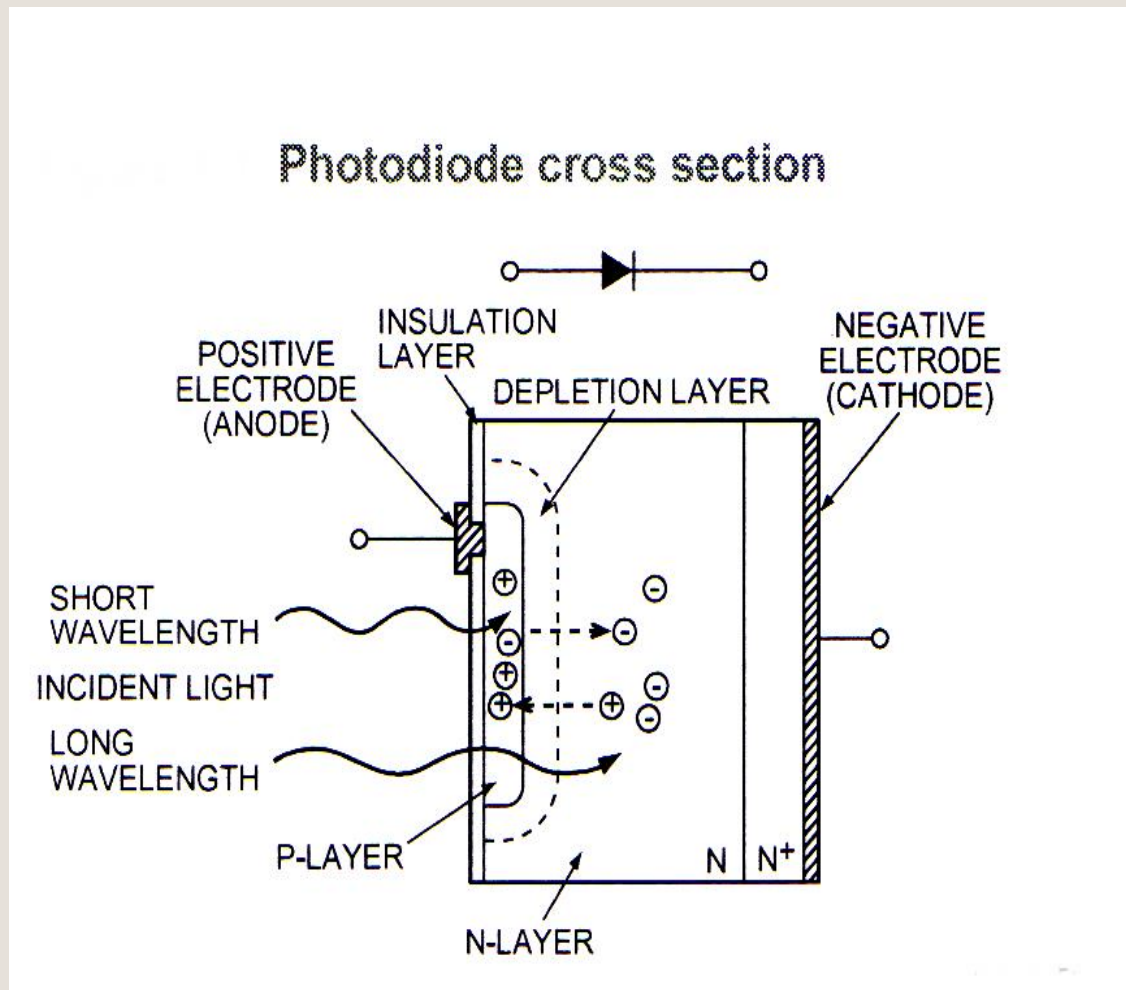 Photodiode cross section
INSULATION
LAYER
POSITIVE
ELECTRODE
(ANODE)
DEPLETION LAYER
NEGATIVE
ELECTRODE
(CATHODE)
+
-
-
-
+
+
+
-
-
SHORT
WAVELENGTH
INCIDENT LIGHT
LONG
WAVELENGTH
P-LAYER
N
N+
N-LAYER